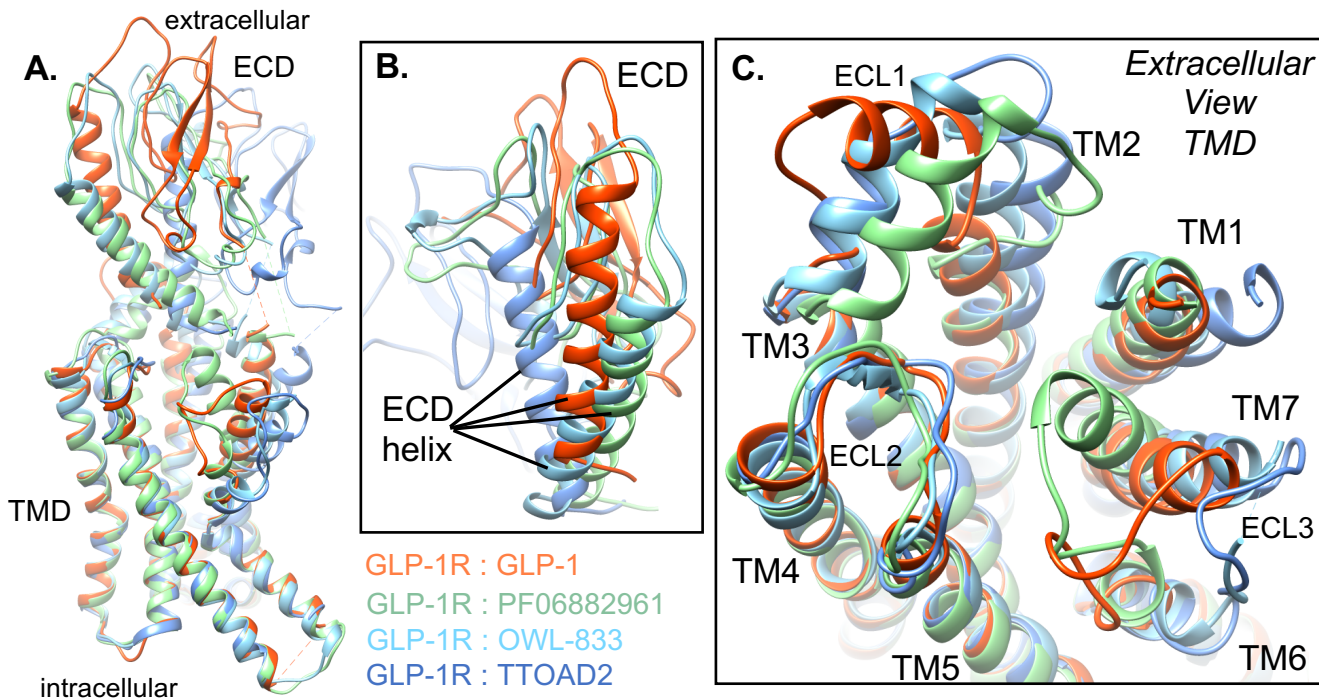 extracellular
A.
ECD
TMD
intracellular
B.
ECD
ECD
helix
GLP-1R : GLP-1
GLP-1R : PF06882961
GLP-1R : OWL-833
GLP-1R : TTOAD2
C.
Extracellular
View
TMD
ECL1
TM2
TM1
TM3
TM7
ECL2
ECL3
TM4
TM5
TM6